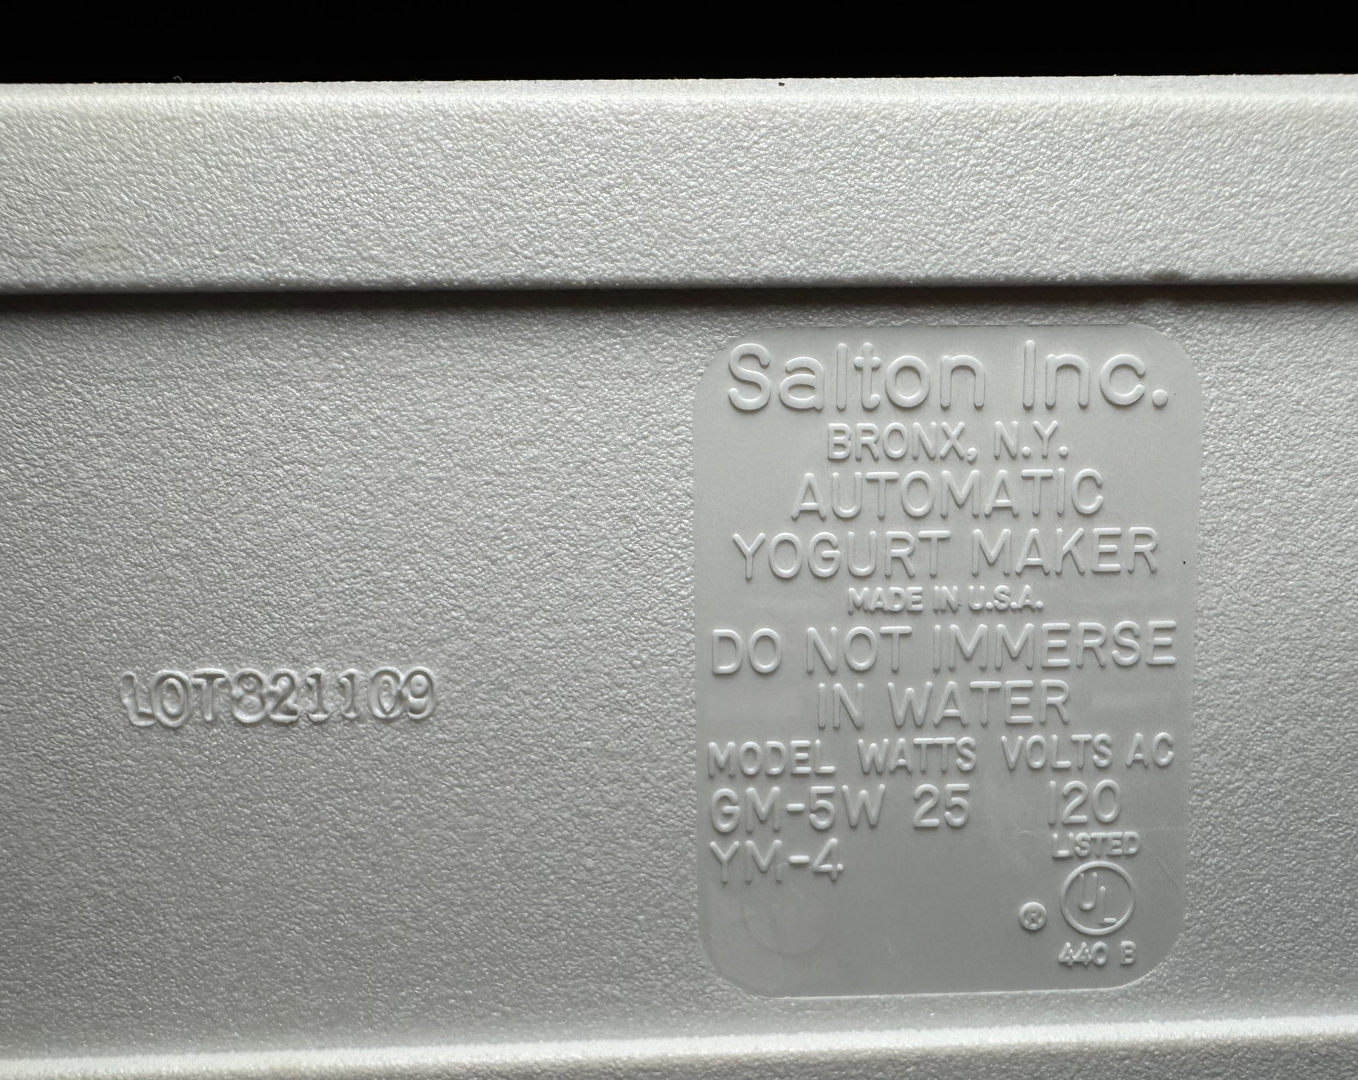 Salton Inc.
BRONX, N.Y.
AUTOMATIC
YOGURT MAKER
MADE IN U.S.A.
DO NOT IMMERSE
IN WATER
MODEL WATTS VOLTS AC
GM-5W 25 120
YM-4
LISTED
® UL
440 B
LOT821109